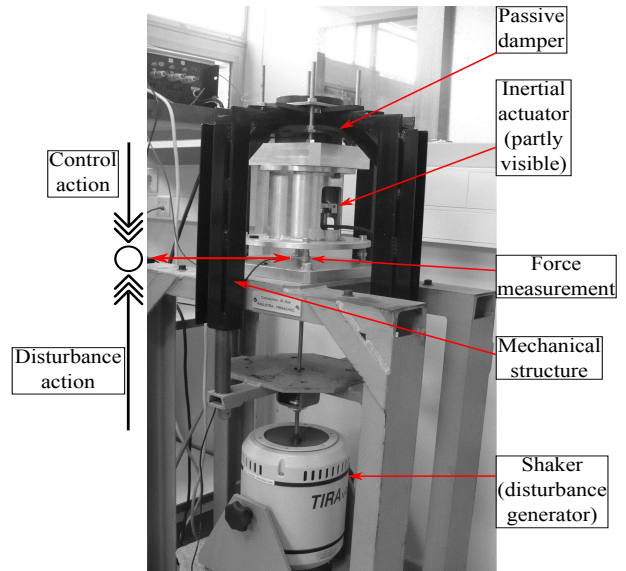 Passive
damper
Inertial
actuator
(partly
visible)
Control
action
Force
measurement
Disturbance
action
Mechanical
structure
Shaker
(disturbance
generator)
TIRA